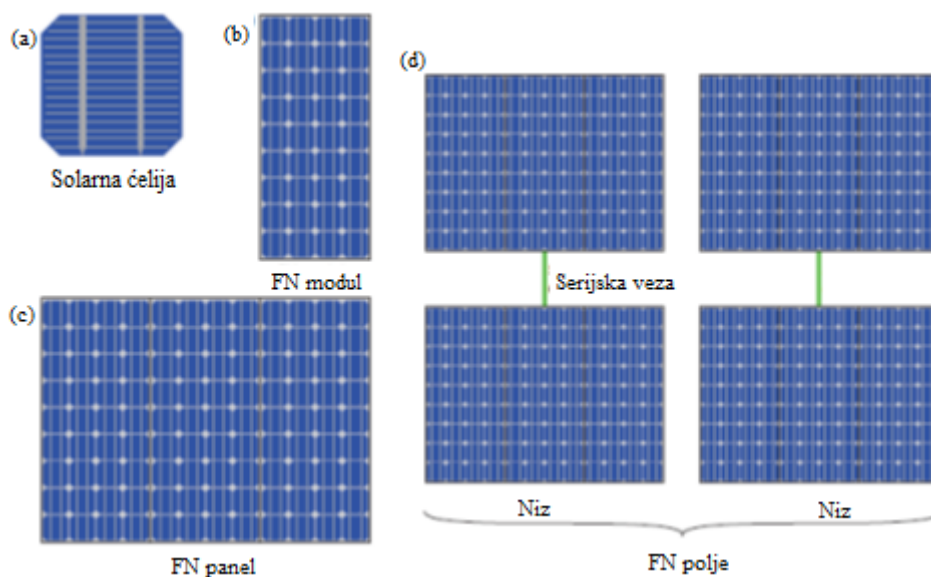 (a)
Solarna ćelija
(b)
FN modul
(c)
FN panel
(d)
Serijska veza
Niz
Niz
FN polje